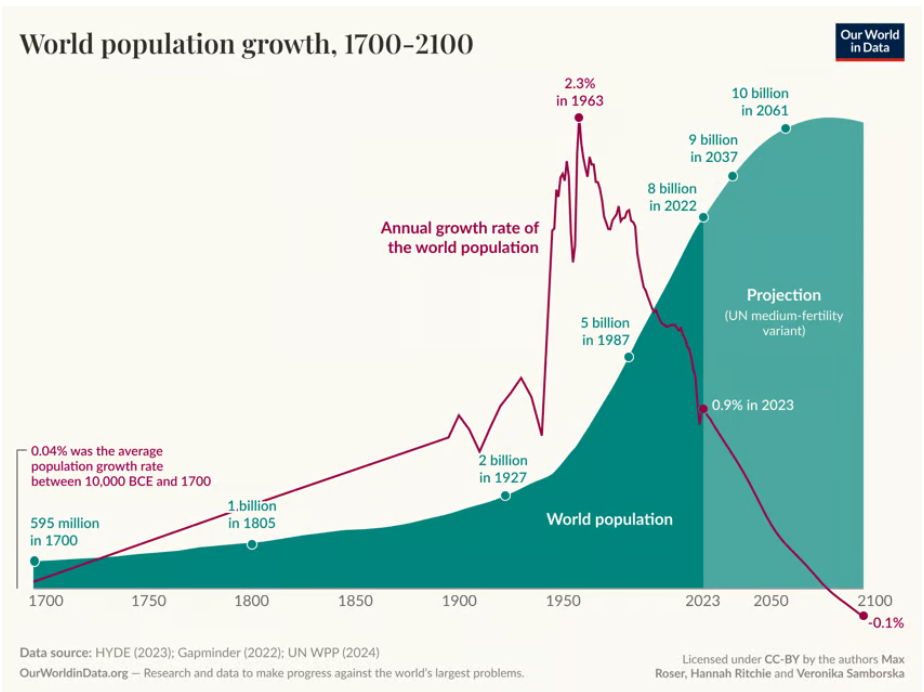 World population growth, 1700-2100
Our World
in Data
2.3%
in 1963
10 billion
in 2061
9 billion
in 2037
8 billion
in 2022
Annual growth rate of
the world population
Projection
(UN medium-fertility
variant)
5 billion
in 1987
0.9% in 2023
0.04% was the average
population growth rate
between 10,000 BCE and 1700
2 billion
in 1927
1.billion
in 1805
595 million
in 1700
World population
1700 1750 1800 1850 1900 1950 2023 2050 2100
-0.1%
Data source: HYDE (2023); Gapminder (2022); UN WPP (2024)
OurWorldinData.org — Research and data to make progress against the world's largest problems.
Licensed under CC-BY by the authors Max
Roser, Hannah Ritchie and Veronika Samborska